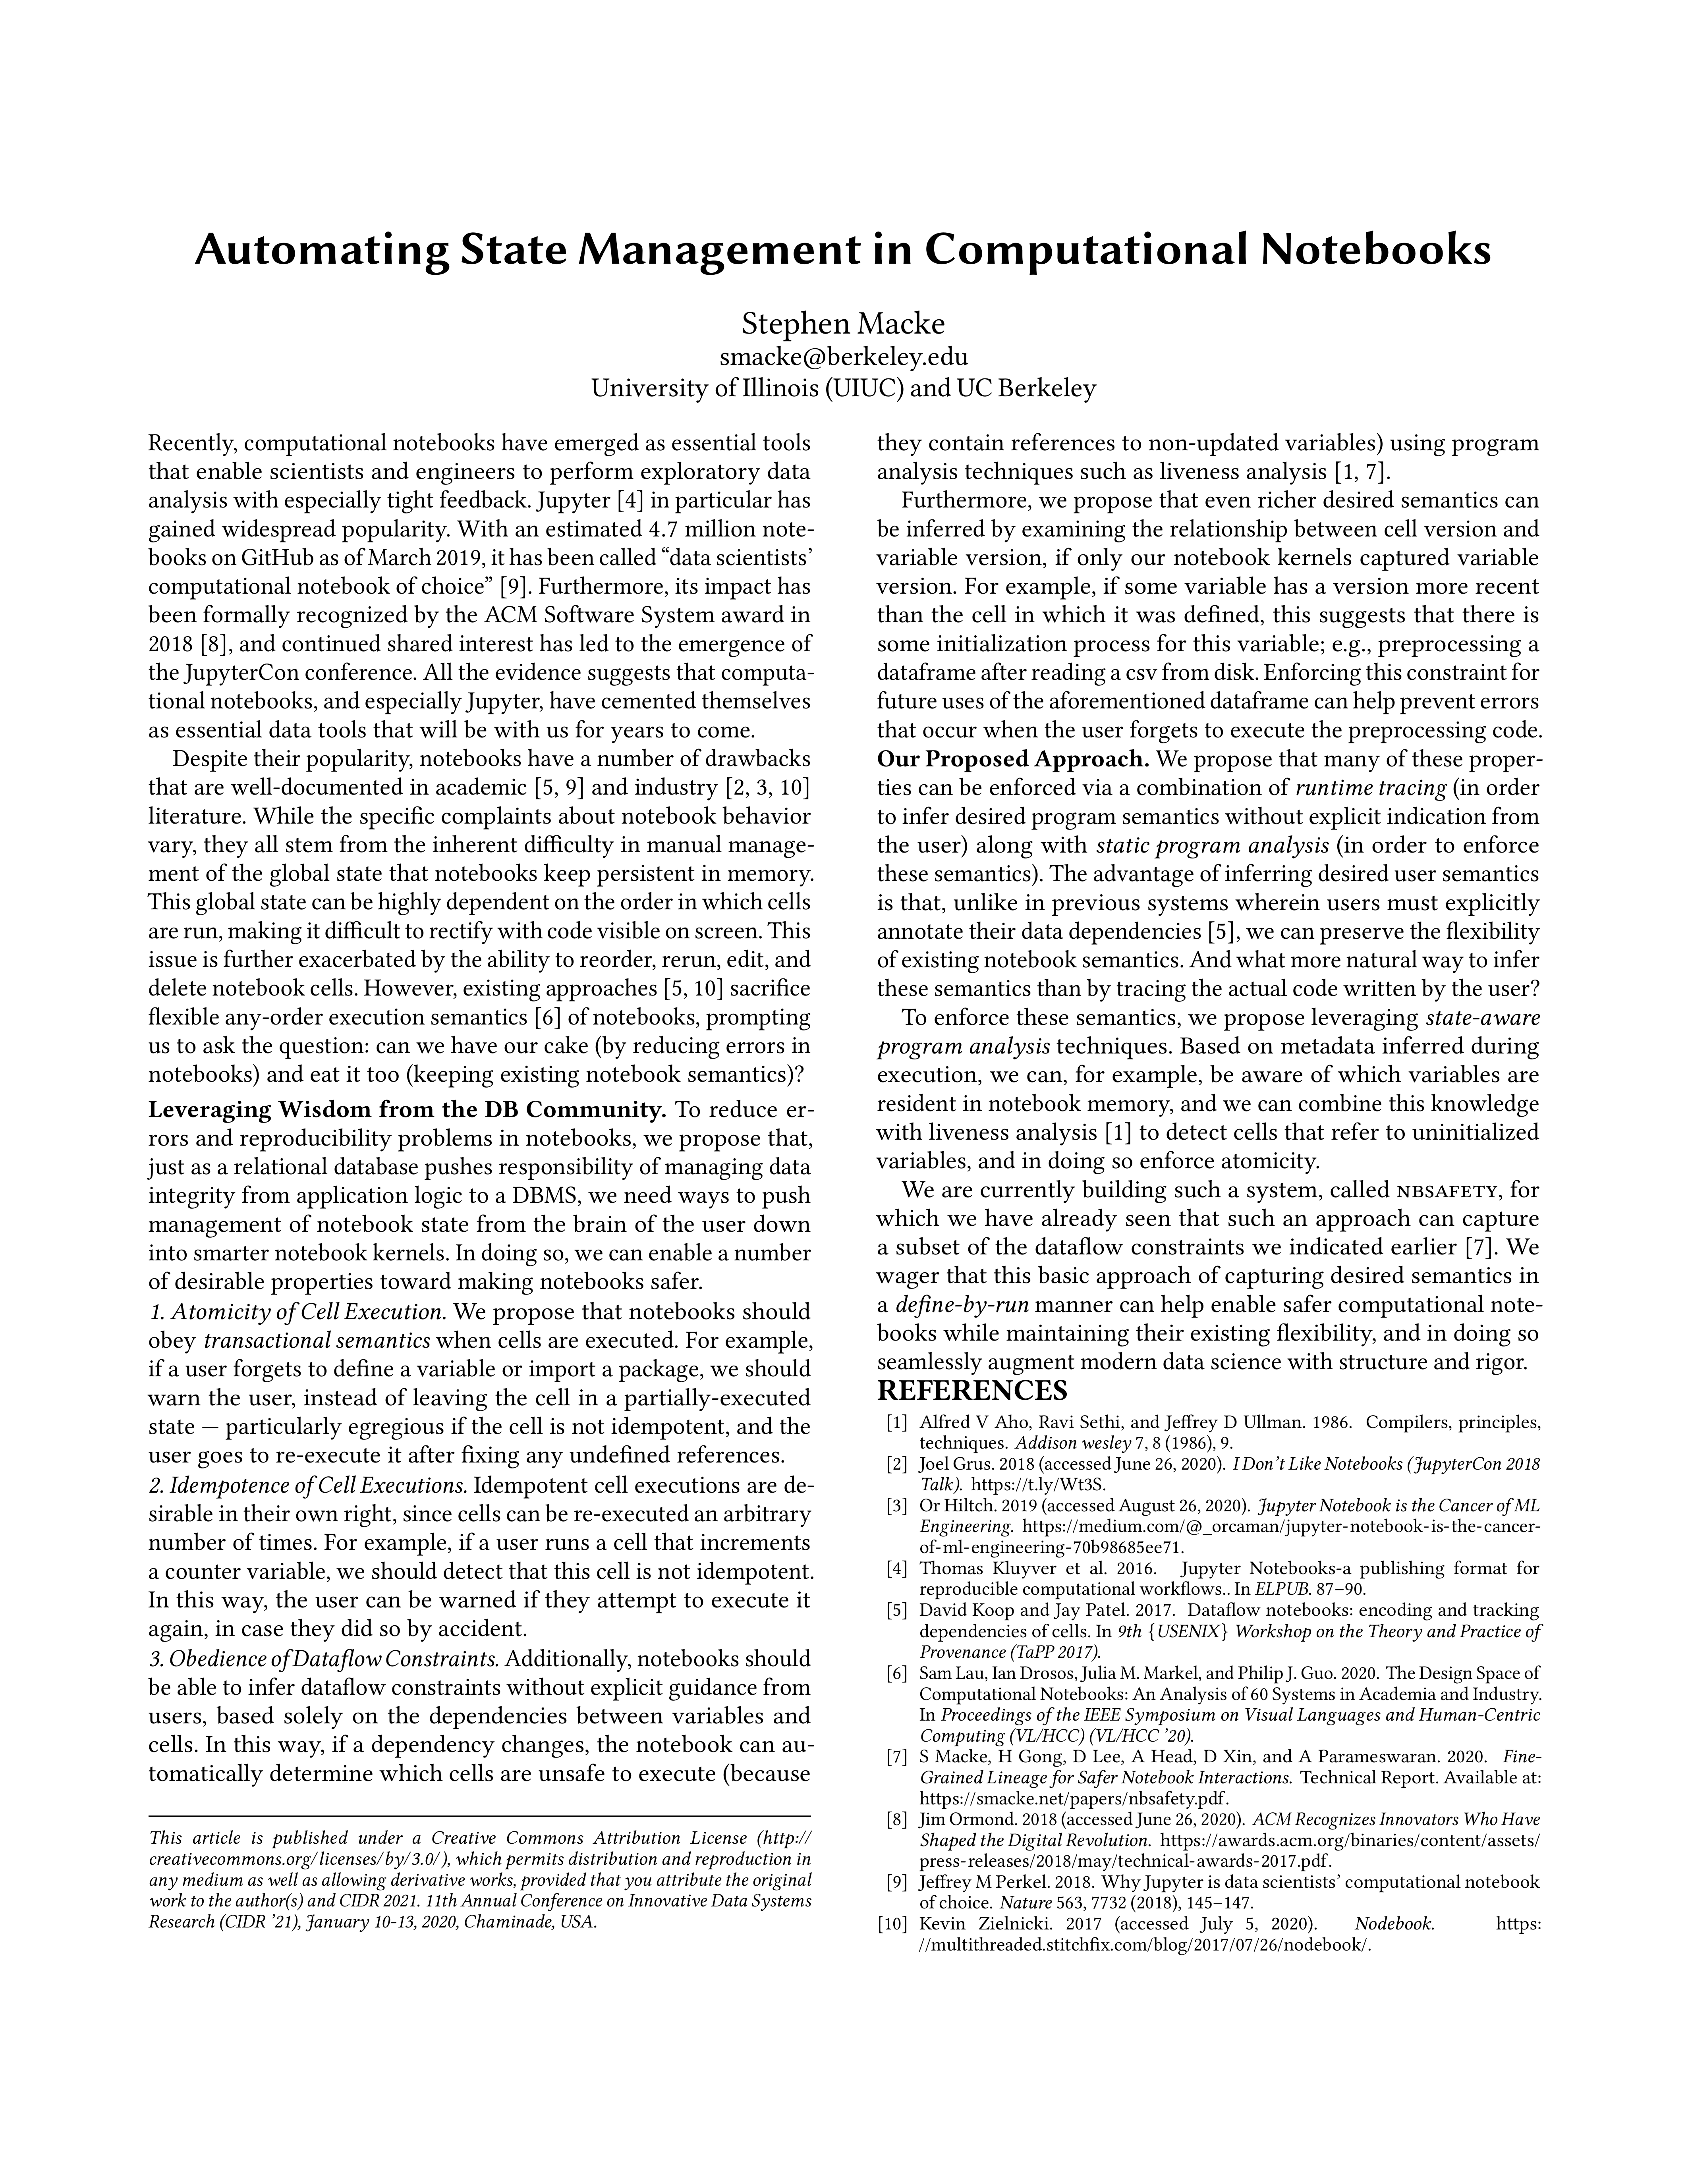 Automating State Management in Computational Notebooks
Stephen Macke
smacke@berkeley.edu
University of Illinois (UIUC) and UC Berkeley
Recently, computational notebooks have emerged as essential tools
that enable scientists and engineers to perform exploratory data
analysis with especially tight feedback. Jupyter [4] in particular has
gained widespread popularity. With an estimated 4.7 million note-
books on GitHub as of March 2019, it has been called “data scientists’
computational notebook of choice” [9]. Furthermore, its impact has
been formally recognized by the ACM Software System award in
2018 [8], and continued shared interest has led to the emergence of
the JupyterCon conference. All the evidence suggests that computa-
tional notebooks, and especially Jupyter, have cemented themselves
as essential data tools that will be with us for years to come.
Despite their popularity, notebooks have a number of drawbacks
that are well-documented in academic [5, 9] and industry [2, 3, 10]
literature. While the specific complaints about notebook behavior
vary, they all stem from the inherent difficulty in manual manage-
ment of the global state that notebooks keep persistent in memory.
This global state can be highly dependent on the order in which cells
are run, making it difficult to rectify with code visible on screen. This
issue is further exacerbated by the ability to reorder, rerun, edit, and
delete notebook cells. However, existing approaches [5, 10] sacrifice
flexible any-order execution semantics [6] of notebooks, prompting
us to ask the question: can we have our cake (by reducing errors in
notebooks) and eat it too (keeping existing notebook semantics)?
Leveraging Wisdom from the DB Community. To reduce er-
rors and reproducibility problems in notebooks, we propose that,
just as a relational database pushes responsibility of managing data
integrity from application logic to a DBMS, we need ways to push
management of notebook state from the brain of the user down
into smarter notebook kernels. In doing so, we can enable a number
of desirable properties toward making notebooks safer.
1. Atomicity of Cell Execution. We propose that notebooks should
obey transactional semantics when cells are executed. For example,
if a user forgets to define a variable or import a package, we should
warn the user, instead of leaving the cell in a partially-executed
state — particularly egregious if the cell is not idempotent, and the
user goes to re-execute it after fixing any undefined references.
2. Idempotence of Cell Executions. Idempotent cell executions are de-
sirable in their own right, since cells can be re-executed an arbitrary
number of times. For example, if a user runs a cell that increments
a counter variable, we should detect that this cell is not idempotent.
In this way, the user can be warned if they attempt to execute it
again, in case they did so by accident.
3. Obedience of Dataflow Constraints. Additionally, notebooks should
be able to infer dataflow constraints without explicit guidance from
users, based solely on the dependencies between variables and
cells. In this way, if a dependency changes, the notebook can au-
tomatically determine which cells are unsafe to execute (because
This article is published under a Creative Commons Attribution License (http://
creativecommons.org/licenses/by/3.0/), which permits distribution and reproduction in
any medium as well as allowing derivative works, provided that you attribute the original
work to the author(s) and CIDR 2021. 11th Annual Conference on Innovative Data Systems
Research (CIDR ’21), January 10-13, 2020, Chaminade, USA.
they contain references to non-updated variables) using program
analysis techniques such as liveness analysis [1, 7].
Furthermore, we propose that even richer desired semantics can
be inferred by examining the relationship between cell version and
variable version, if only our notebook kernels captured variable
version. For example, if some variable has a version more recent
than the cell in which it was defined, this suggests that there is
some initialization process for this variable; e.g., preprocessing a
dataframe after reading a csv from disk. Enforcing this constraint for
future uses of the aforementioned dataframe can help prevent errors
that occur when the user forgets to execute the preprocessing code.
Our Proposed Approach. We propose that many of these proper-
ties can be enforced via a combination of runtime tracing (in order
to infer desired program semantics without explicit indication from
the user) along with static program analysis (in order to enforce
these semantics). The advantage of inferring desired user semantics
is that, unlike in previous systems wherein users must explicitly
annotate their data dependencies [5], we can preserve the flexibility
of existing notebook semantics. And what more natural way to infer
these semantics than by tracing the actual code written by the user?
To enforce these semantics, we propose leveraging state-aware
program analysis techniques. Based on metadata inferred during
execution, we can, for example, be aware of which variables are
resident in notebook memory, and we can combine this knowledge
with liveness analysis [1] to detect cells that refer to uninitialized
variables, and in doing so enforce atomicity.
We are currently building such a system, called NBSAFETY, for
which we have already seen that such an approach can capture
a subset of the dataflow constraints we indicated earlier [7]. We
wager that this basic approach of capturing desired semantics in
a define-by-run manner can help enable safer computational note-
books while maintaining their existing flexibility, and in doing so
seamlessly augment modern data science with structure and rigor.
REFERENCES
[1] Alfred V Aho, Ravi Sethi, and Jeffrey D Ullman. 1986. Compilers, principles,
techniques. Addison wesley 7, 8 (1986), 9.
[2] Joel Grus. 2018 (accessed June 26, 2020). I Don’t Like Notebooks (JupyterCon 2018
Talk). https://t.ly/Wt3S.
[3] Or Hiltch. 2019 (accessed August 26, 2020). Jupyter Notebook is the Cancer of ML
Engineering. https://medium.com/@_orcaman/jupyter-notebook-is-the-cancer-
of-ml-engineering-70b98685ee71.
[4] Thomas Kluyver et al. 2016. Jupyter Notebooks-a publishing format for
reproducible computational workflows.. In ELPUB. 87–90.
[5] David Koop and Jay Patel. 2017. Dataflow notebooks: encoding and tracking
dependencies of cells. In 9th {USENIX} Workshop on the Theory and Practice of
Provenance (TaPP 2017).
[6] Sam Lau, Ian Drosos, Julia M. Markel, and Philip J. Guo. 2020. The Design Space of
Computational Notebooks: An Analysis of 60 Systems in Academia and Industry.
In Proceedings of the IEEE Symposium on Visual Languages and Human-Centric
Computing (VL/HCC) (VL/HCC ’20).
[7] S Macke, H Gong, D Lee, A Head, D Xin, and A Parameswaran. 2020. Fine-
Grained Lineage for Safer Notebook Interactions. Technical Report. Available at:
https://smacke.net/papers/nbsafety.pdf.
[8] Jim Ormond. 2018 (accessed June 26, 2020). ACM Recognizes Innovators Who Have
Shaped the Digital Revolution. https://awards.acm.org/binaries/content/assets/
press-releases/2018/may/technical-awards-2017.pdf.
[9] Jeffrey M Perkel. 2018. Why Jupyter is data scientists’ computational notebook
of choice. Nature 563, 7732 (2018), 145–147.
[10] Kevin Zielnicki. 2017 (accessed July 5, 2020). Nodebook. https:
//multithreaded.stitchfix.com/blog/2017/07/26/nodebook/.